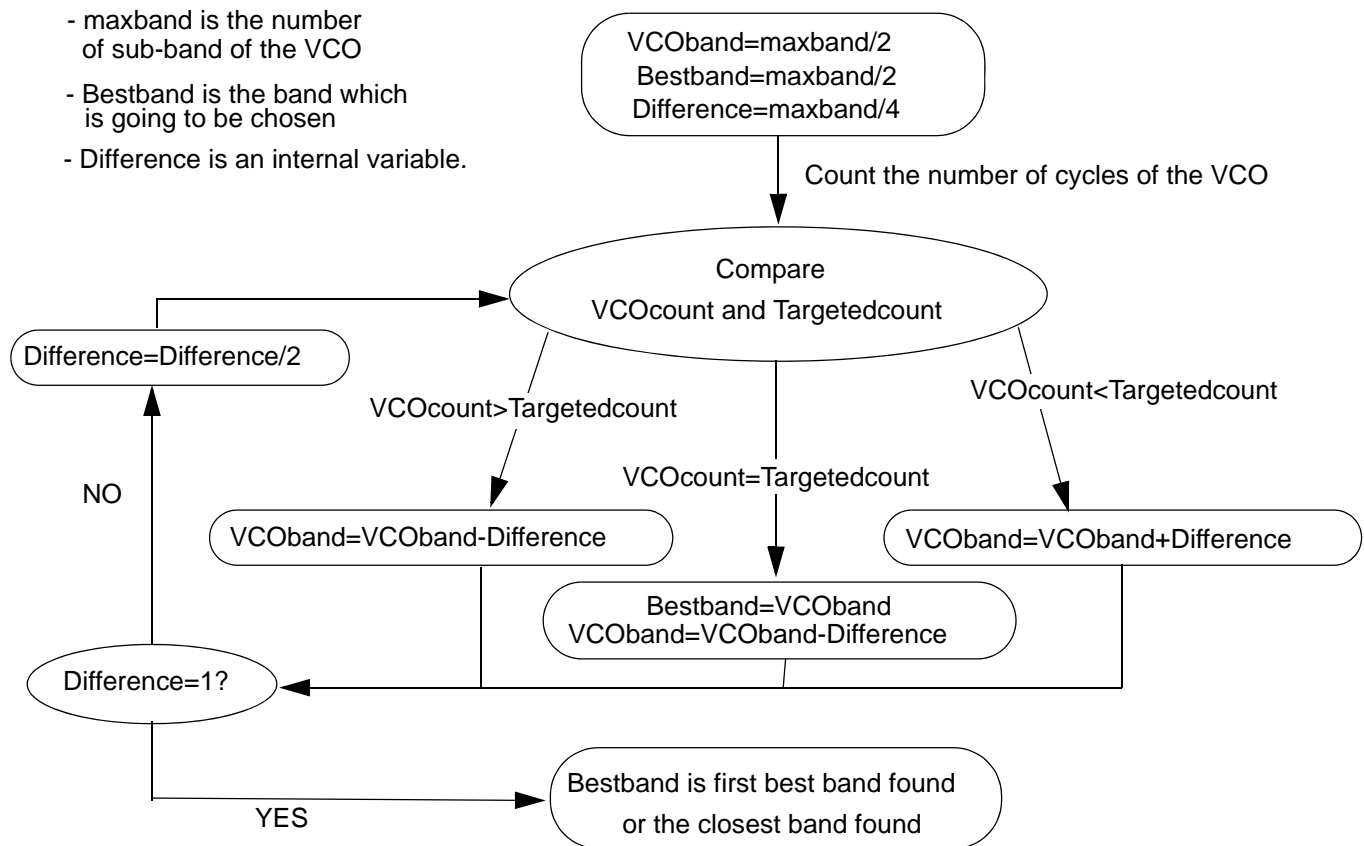 - maxband is the number
of sub-band of the VCO
- Bestband is the band which
is going to be chosen
- Difference is an internal variable.
VCOband=maxband/2
Bestband=maxband/2
Difference=maxband/4
Count the number of cycles of the VCO
Compare
VCOcount and Targetedcount
Difference=Difference/2
VCOcount>Targetedcount
VCOcount<Targetedcount
VCOcount=Targetedcount
NO
VCOband=VCOband-Difference
VCOband=VCOband+Difference
Bestband=VCOband
VCOband=VCOband-Difference
Difference=1?
YES
Bestband is first best band found
or the closest band found